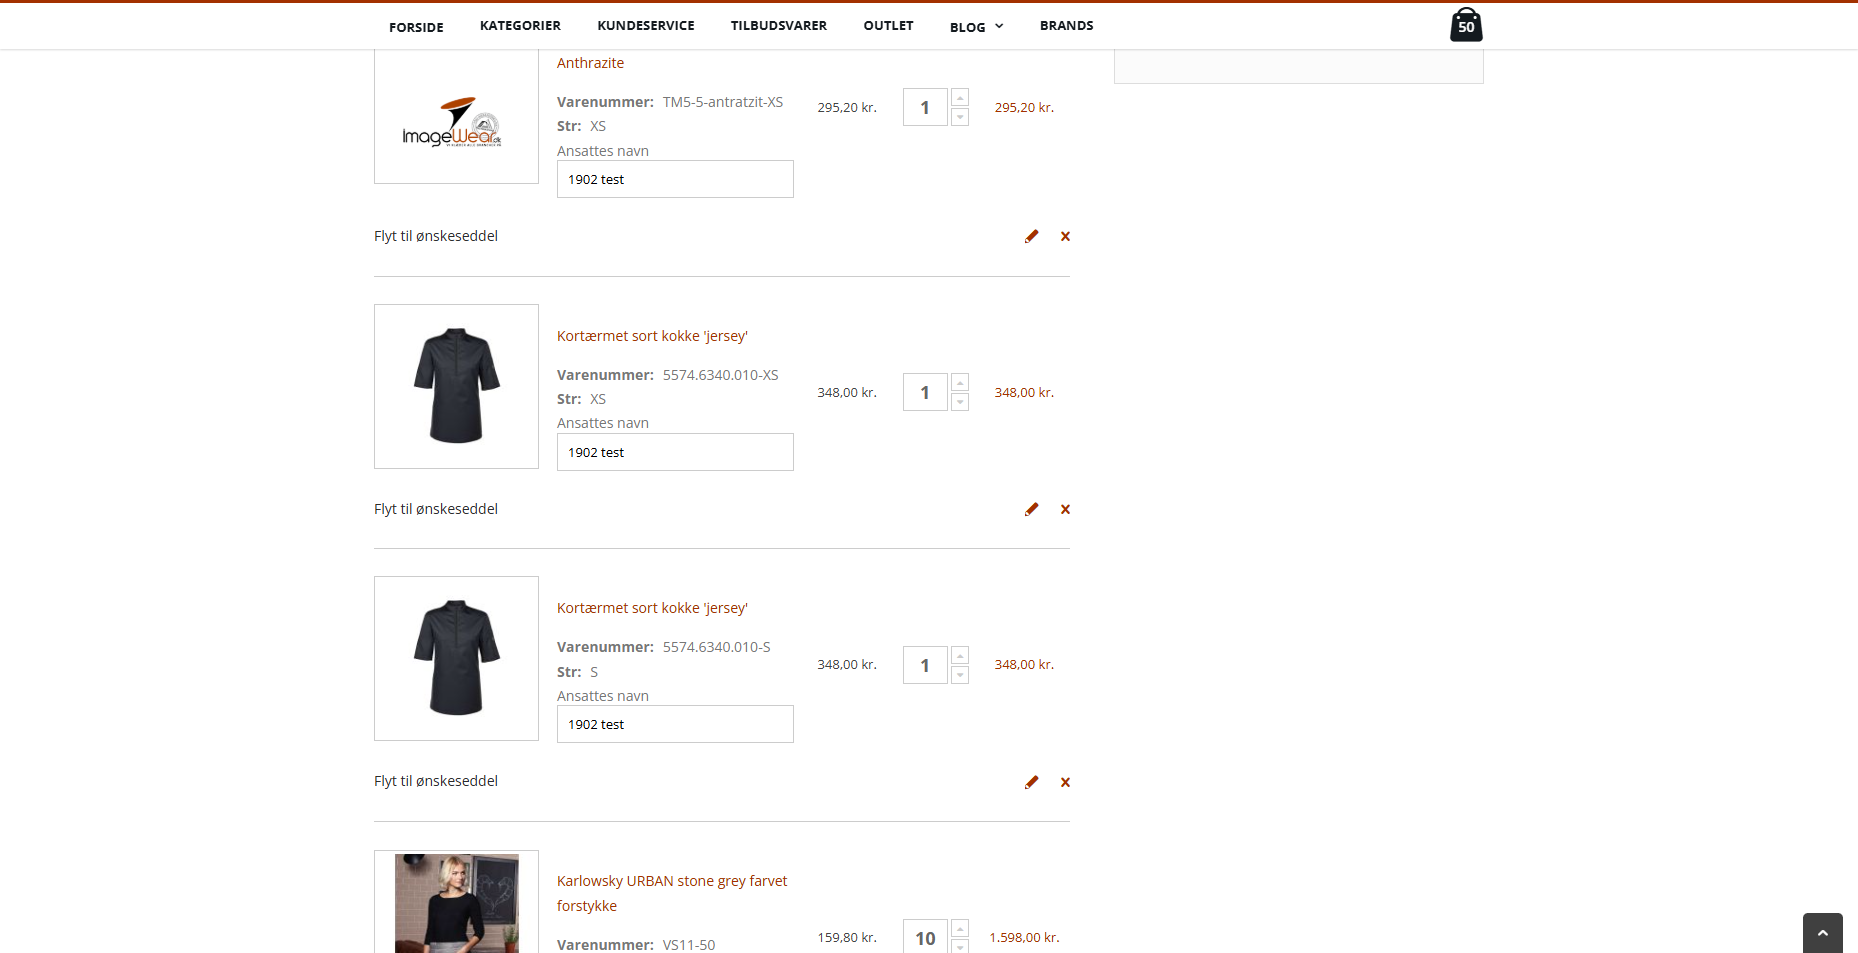 FORSIDE KATEGORIER KUNDESERVICE TILBUDSVARER OUTLET BLOG BRANDS 50
Anthrazite
Varenummer: TM5-5-antratzit-XS
295,20 kr. 1 295,20 kr.
Str: XS
Ansattes navn
1902 test
ImageWear.dk
Flyt til ønskeseddel
Kortærmet sort kokke 'jersey'
Varenummer: 5574.6340.010-XS
348,00 kr. 1 348,00 kr.
Str: XS
Ansattes navn
1902 test
Flyt til ønskeseddel
Kortærmet sort kokke 'jersey'
Varenummer: 5574.6340.010-S
348,00 kr. 1 348,00 kr.
Str: S
Ansattes navn
1902 test
Flyt til ønskeseddel
Karlowsky URBAN stone grey farvet
forstykke
Varenummer: VS11-50
159,80 kr. 10 1.598,00 kr.